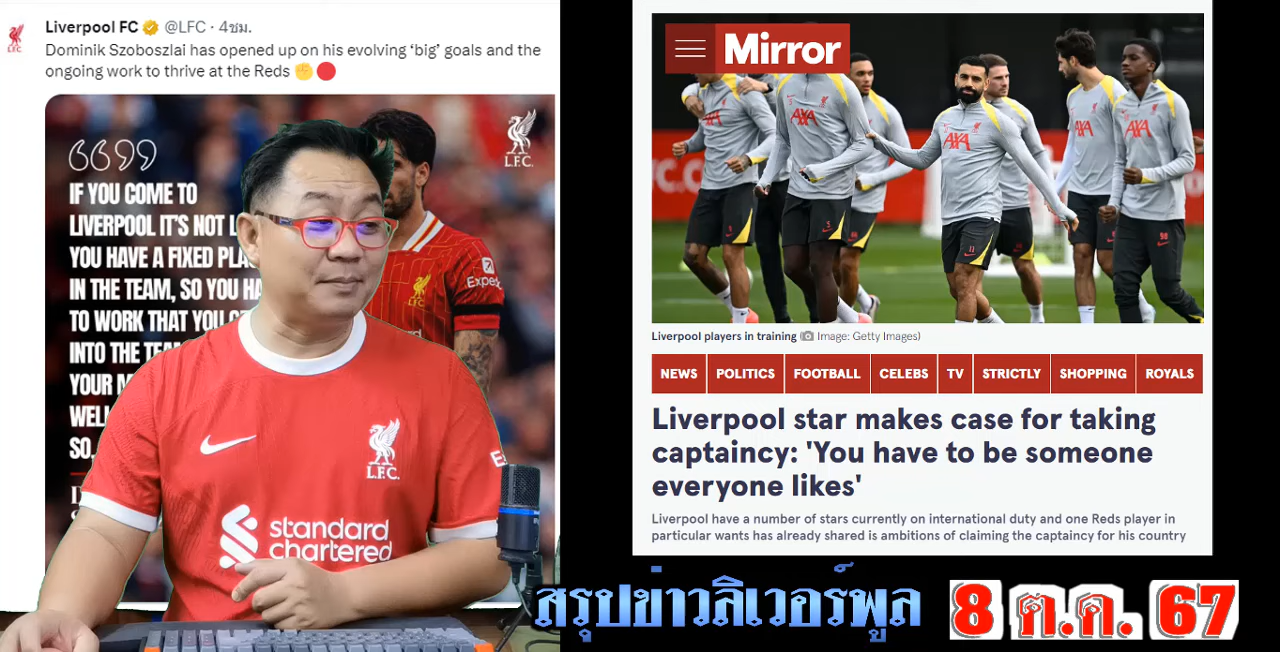 Liverpool FC @LFC · 4ชม.
Dominik Szoboszlai has opened up on his evolving ‘big’ goals and the
ongoing work to thrive at the Reds
IF YOU COME TO
LIVERPOOL IT'S NOT
YOU HAVE A FIXED
IN THE TEAM, SO YOU
TO WORK THAT YOU
INTO THE
YOUR
SO,
L.F.C.
L.F.C.
standard
chartered
Mirror
AXA
AXA
AXA
AXA
AXA
Liverpool players in training (Image: Getty Images)
NEWS POLITICS FOOTBALL CELEBS TV STRICTLY SHOPPING ROYALS
Liverpool star makes case for taking
captaincy: 'You have to be someone
everyone likes'
Liverpool have a number of stars currently on international duty and one Reds player in
particular wants has already shared is ambitions of claiming the captaincy for his country
สรุปข่าวลิเวอร์พูล 8 ต.ค. 67